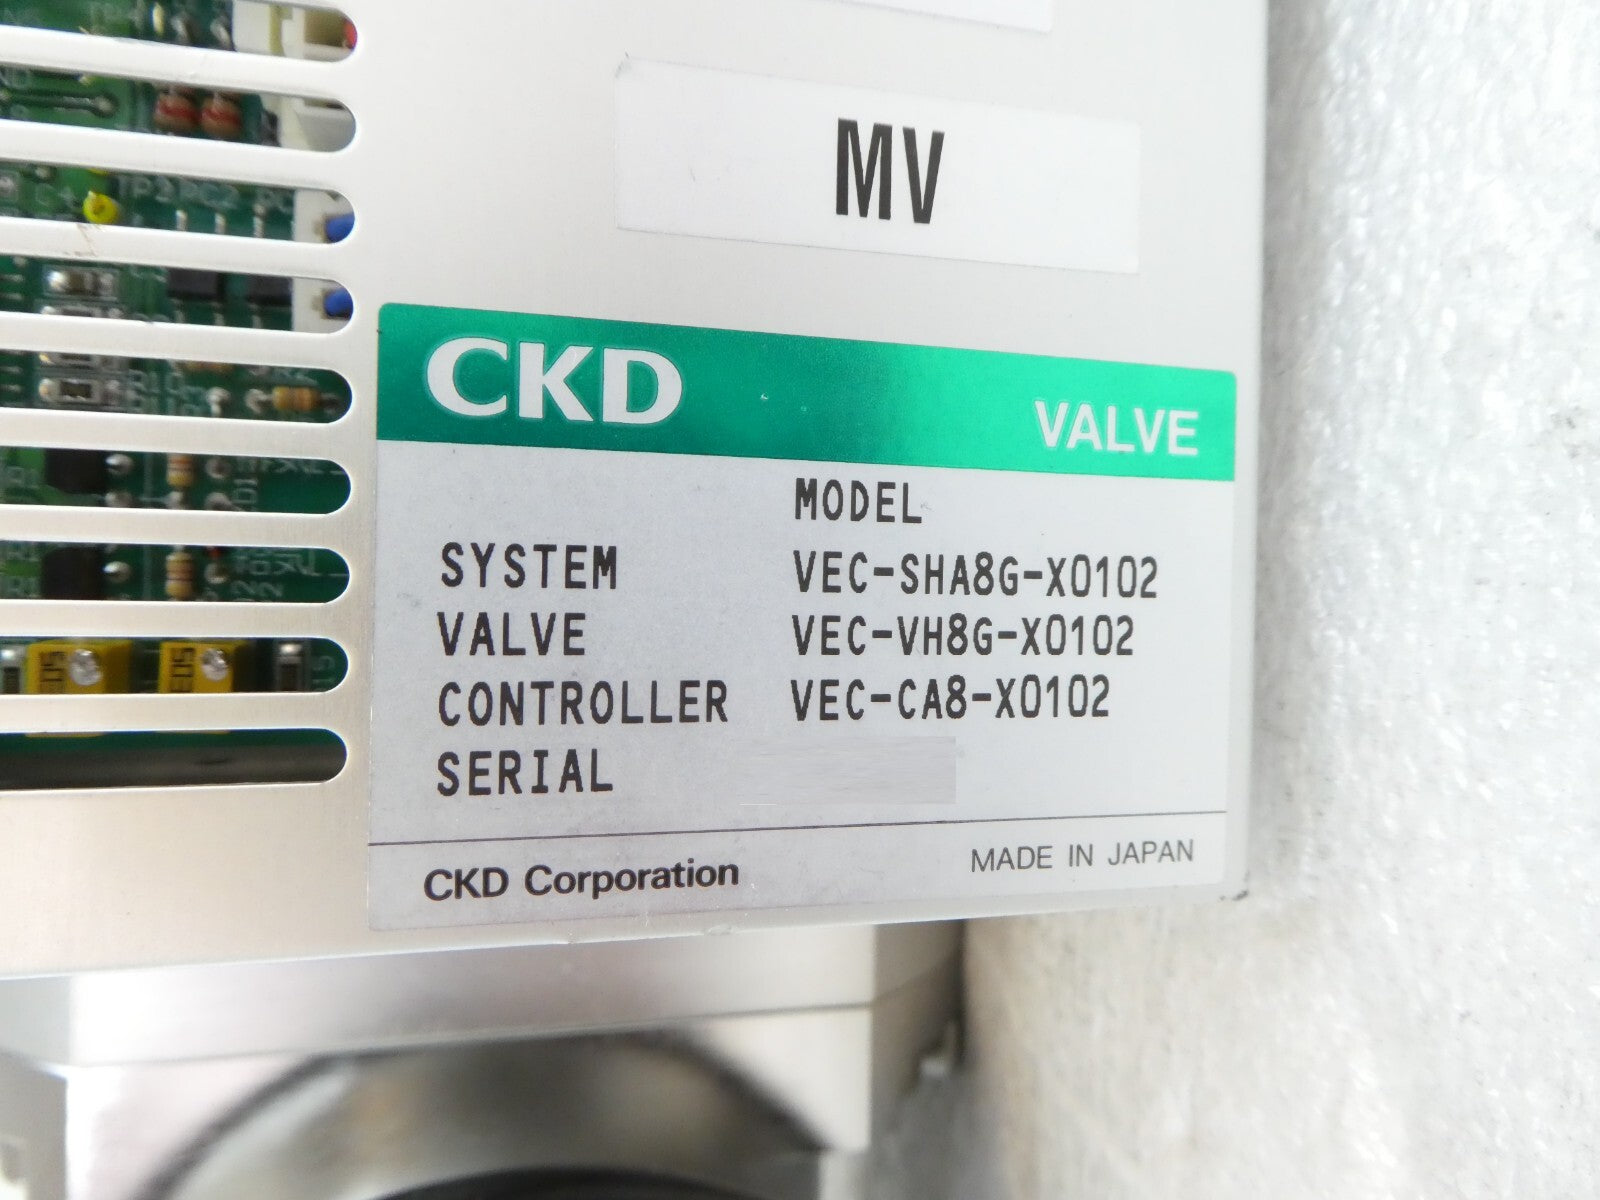 MV
CKD VALVE
MODEL
SYSTEM VEC-SHA8G-X0102
VALVE VEC-VH8G-X0102
CONTROLLER VEC-CA8-X0102
SERIAL
CKD Corporation MADE IN JAPAN